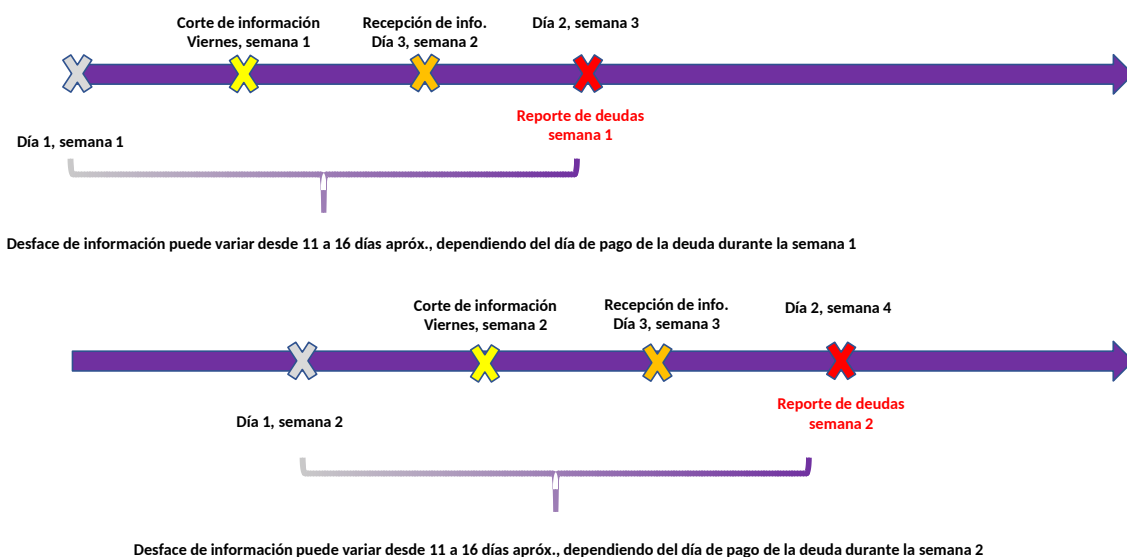 Corte de información
Viernes, semana 1
Recepción de info.
Día 3, semana 2
Día 2, semana 3
Reporte de deudas
semana 1
Día 1, semana 1
Desface de información puede variar desde 11 a 16 días apróx., dependiendo del día de pago de la deuda durante la semana 1
Corte de información
Viernes, semana 2
Recepción de info.
Día 3, semana 3
Día 2, semana 4
Reporte de deudas
semana 2
Día 1, semana 2
Desface de información puede variar desde 11 a 16 días apróx., dependiendo del día de pago de la deuda durante la semana 2